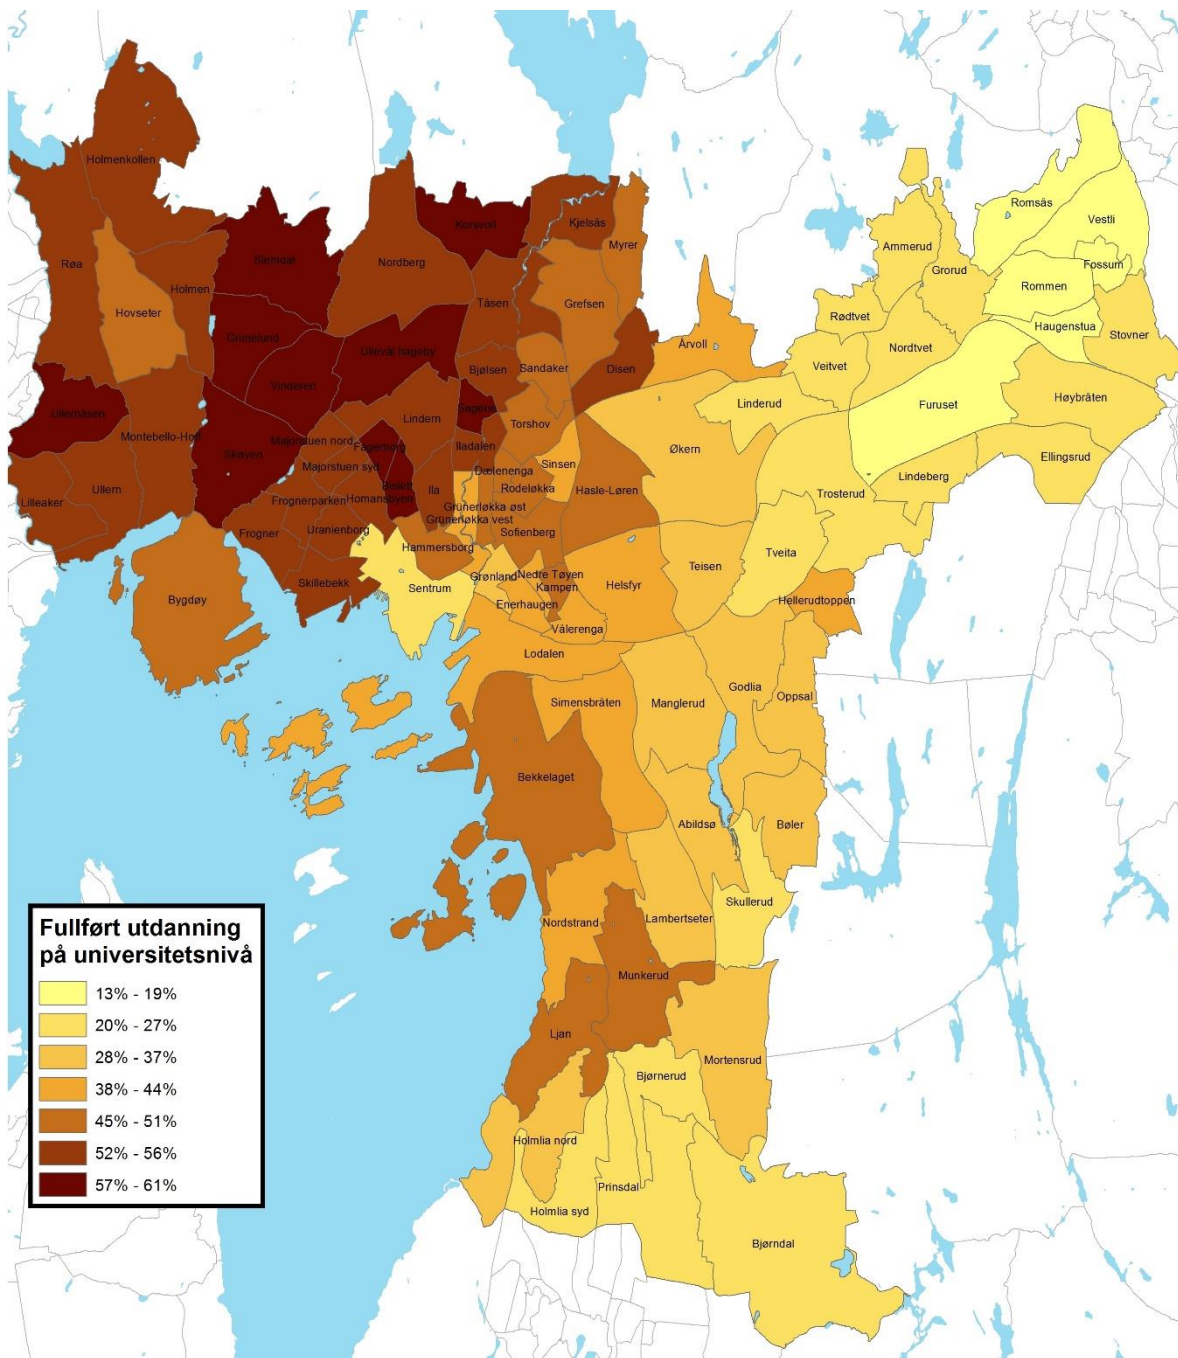 Holmenkollen
Romsås
Korsvoll
Kjelsås
Vestli
Myrer
Ammerud
Slemdal
Nordberg
Røa
Grorud
Fossum
Holmen
Tåsen
Grefsen
Rommen
Hovseter
Rødtvet
Haugenstua
Grimelund
Stovner
Årvoll
Nordtvet
Ullevål hageby
Sandaker
Veitvet
Bjølsen
Disen
Vinderen
Linderud
Høybråten
Furuset
Ullernåsen
Sagene
Lindern
Torshov
Montebello-Hoff
Majorstuen nord
Fagerborg
Iladalen
Økern
Skøyen
Ellingsrud
Sinsen
Majorstuen syd
Dælenenga
Lindeberg
Bislett
Ullern
Ila
Rodeløkka
Hasle-Løren
Homansbyen
Trosterud
Lilleaker
Frognerparken
Grünerløkka øst
Grünerløkka vest
Uranienborg
Frogner
Sofienberg
Hammersborg
Tveita
Teisen
Nedre Tøyen
Grønland
Skillebekk
Helsfyr
Sentrum
Kampen
Bygdøy
Hellerudtoppen
Enerhaugen
Vålerenga
Lodalen
Godlia
Oppsal
Simensbråten
Manglerud
Bekkelaget
Abildsø
Bøler
Skullerud
Nordstrand
Lambertseter
Munkerud
Ljan
Mortensrud
Bjørnerud
Holmlia nord
Prinsdal
Holmlia syd
Bjørndal
Fullført utdanning
på universitetsnivå
13% - 19%
20% - 27%
28% - 37%
38% - 44%
45% - 51%
52% - 56%
57% - 61%